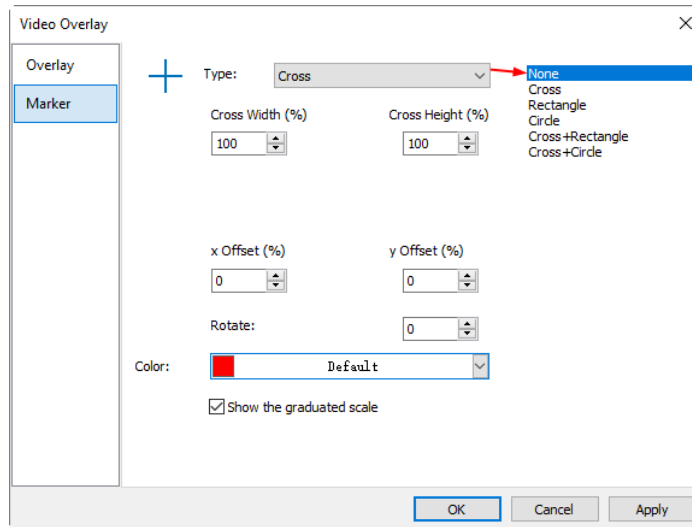 Video Overlay
Overlay
Marker
Type:
Cross
None
Cross
Rectangle
Circle
Cross+Rectangle
Cross+Circle
Cross Width (%)
Cross Height (%)
100
100
x Offset (%)
y Offset (%)
0
0
Rotate:
0
Color:
Default
Show the graduated scale
OK
Cancel
Apply